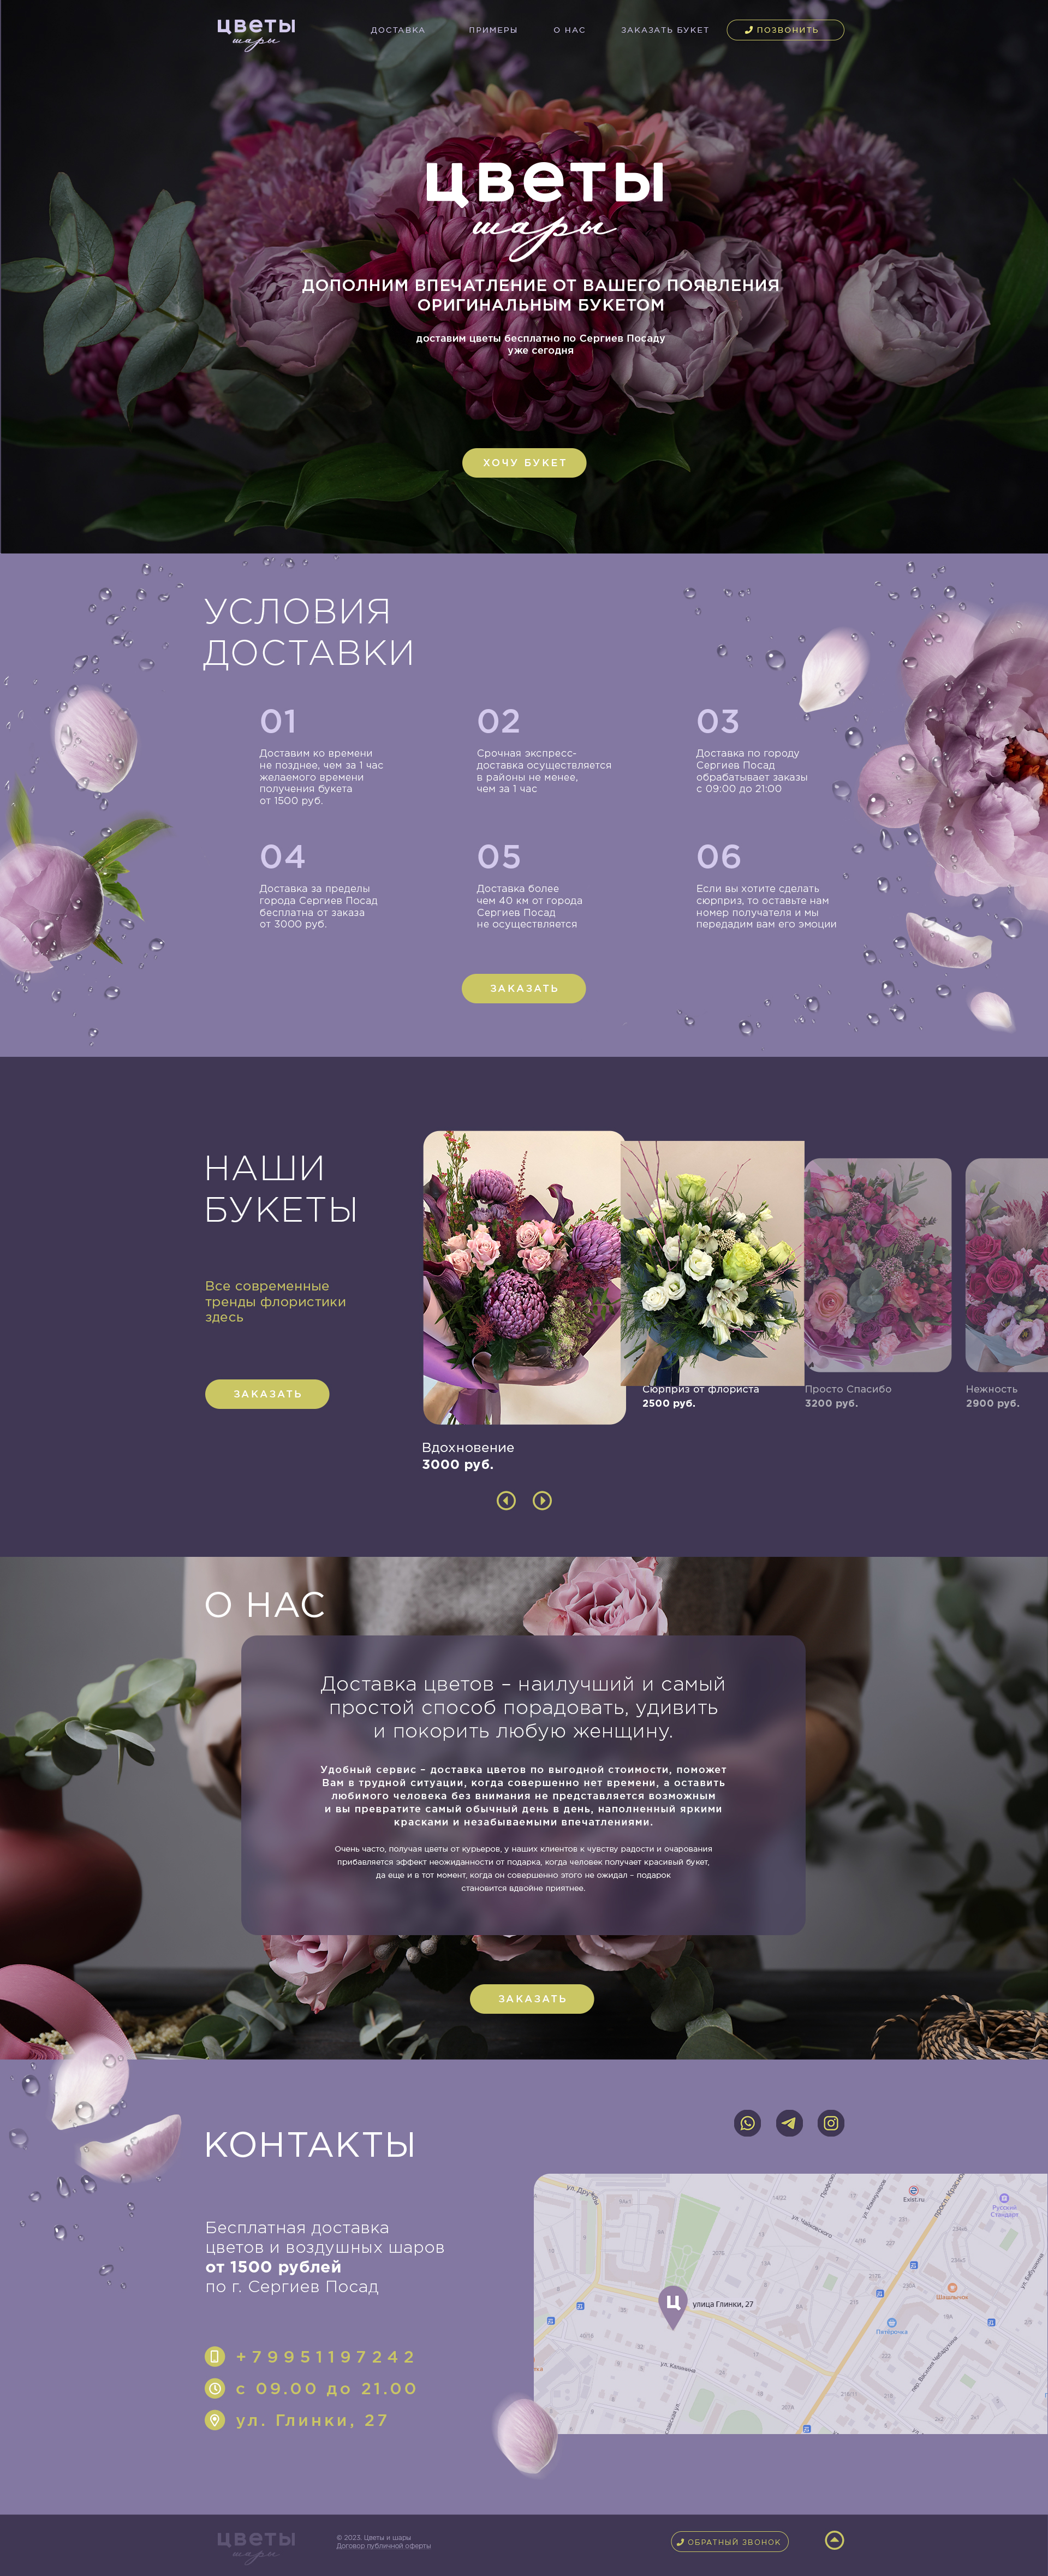 цветы
шары
ДОСТАВКА
ПРИМЕРЫ
О НАС
ЗАКАЗАТЬ БУКЕТ
ПОЗВОНИТЬ
цветы
шары
ДОПОЛНИМ ВПЕЧАТЛЕНИЕ ОТ ВАШЕГО ПОЯВЛЕНИЯ
ОРИГИНАЛЬНЫМ БУКЕТОМ
доставим цветы бесплатно по Сергиев Посаду
уже сегодня
ХОЧУ БУКЕТ
УСЛОВИЯ
ДОСТАВКИ
01
Доставим ко времени
не позднее, чем за 1 час
желаемого времени
получения букета
от 1500 руб.
02
Срочная экспресс-
доставка осуществляется
в районы не менее,
чем за 1 час
03
Доставка по городу
Сергиев Посад
обрабатывает заказы
с 09:00 до 21:00
04
Доставка за пределы
города Сергиев Посад
бесплатна от заказа
от 3000 руб.
05
Доставка более
чем 40 км от города
Сергиев Посад
не осуществляется
06
Если вы хотите сделать
сюрприз, то оставьте нам
номер получателя и мы
передадим вам его эмоции
ЗАКАЗАТЬ
НАШИ
БУКЕТЫ
Все современные
тренды флористики
здесь
ЗАКАЗАТЬ
Вдохновение
3000 руб.
Сюрприз от флориста
2500 руб.
Просто Спасибо
3200 руб.
Нежность
2900 руб.
О НАС
Доставка цветов – наилучший и самый
простой способ порадовать, удивить
и покорить любую женщину.
Удобный сервис – доставка цветов по выгодной стоимости, поможет
Вам в трудной ситуации, когда совершенно нет времени, а оставить
любимого человека без внимания не представляется возможным
и вы превратите самый обычный день в день, наполненный яркими
красками и незабываемыми впечатлениями.
Очень часто, получая цветы от курьеров, у наших клиентов к чувству радости и очарования
прибавляется эффект неожиданности от подарка, когда человек получает красивый букет,
да еще и в тот момент, когда он совершенно этого не ожидал – подарок
становится вдвойне приятнее.
ЗАКАЗАТЬ
КОНТАКТЫ
Бесплатная доставка
цветов и воздушных шаров
от 1500 рублей
по г. Сергиев Посад
+79951197242
с 09.00 до 21.00
ул. Глинки, 27
ул. Дружбы
ул. Чайковского
Exist.ru
Русский
Стандарт
Шашлычок
Пятёрочка
ц
улица Глинки, 27
ул. Калинина
цветы
шары
© 2023. Цветы и шары
Договор публичной оферты
ОБРАТНЫЙ ЗВОНОК